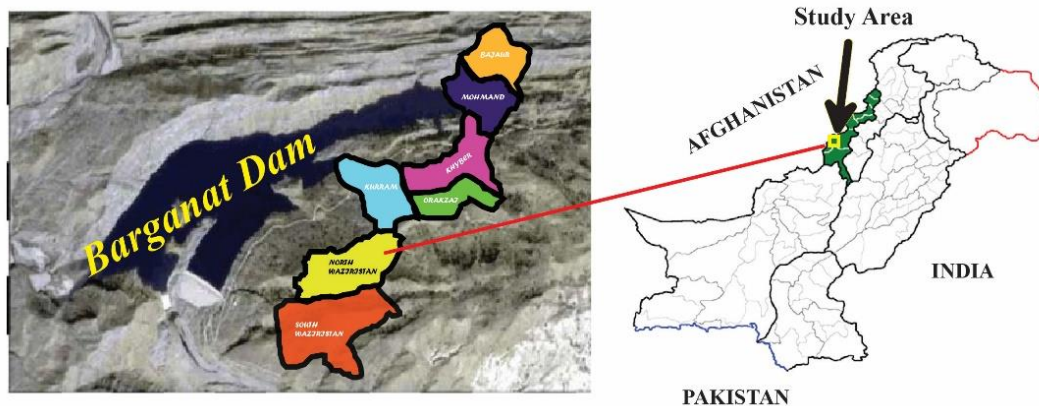 Barganat Dam
BAJAUR
MOHMAND
KHYBER
KURRAM
ORAKZAI
NORTH
WAZIRISTAN
SOUTH
WAZIRISTAN
Study Area
AFGHANISTAN
INDIA
PAKISTAN